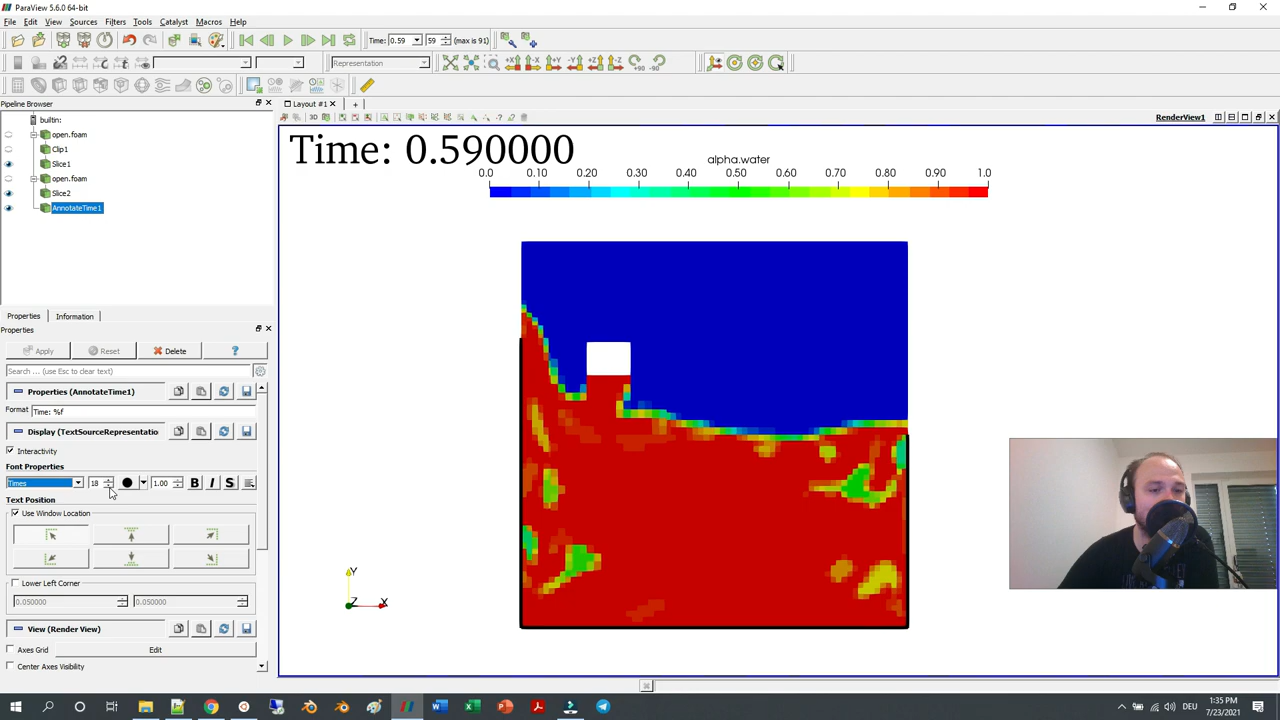 ParaView 5.6.0 64-bit
File Edit View Sources Filters Tools Catalyst Macros Help
Time: 0.59 59 (max is 91)
Representation
+X -X +Y -Y +Z -Z +90 -90
Pipeline Browser
Layout #1 × +
builtin:
3D
RenderView1
open.foam
Clip1
Slice1
open.foam
Slice2
AnnotateTime1
Time: 0.590000
alpha.water
0.0 0.10 0.20 0.30 0.40 0.50 0.60 0.70 0.80 0.90 1.0
Properties Information
Properties
Apply Reset Delete ?
Search ... (use Esc to clear text)
Properties (AnnotateTime1)
Format Time: %f
Display (TextSourceRepresentatio
Interactivity
Font Properties
Times 18 1.00 B I S
Text Position
Use Window Location
Lower Left Corner
0.050000 0.050000
View (Render View)
Axes Grid Edit
Center Axes Visibility
Y
Z X
DEU
1:35 PM
7/23/2021